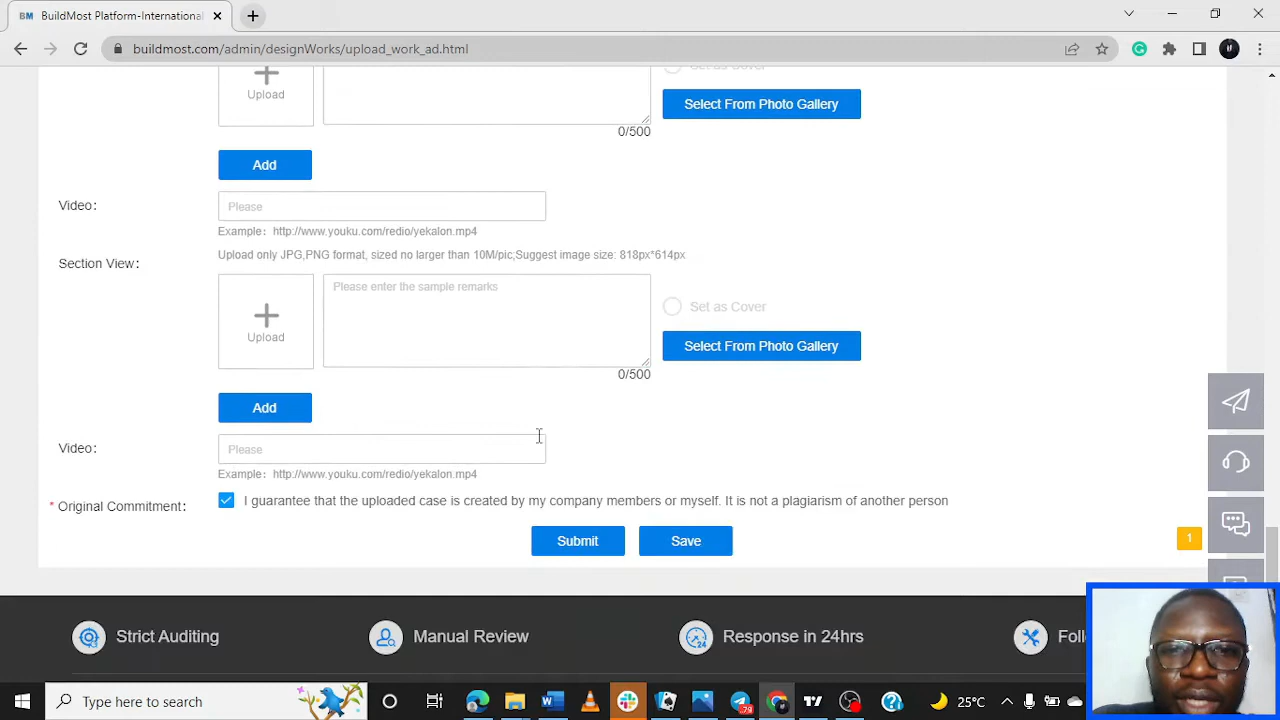 BM BuildMost Platform-International
buildmost.com/admin/designWorks/upload_work_ad.html
Set as Cover
Upload
Select From Photo Gallery
0/500
Add
Video:
Please
Example: http://www.youku.com/redio/yekalon.mp4
Upload only JPG,PNG format, sized no larger than 10M/pic;Suggest image size: 818px*614px
Section View:
Please enter the sample remarks
Set as Cover
Upload
Select From Photo Gallery
0/500
Add
Video:
Please
Example: http://www.youku.com/redio/yekalon.mp4
* Original Commitment:
I guarantee that the uploaded case is created by my company members or myself. It is not a plagiarism of another person
Submit
Save
1
Strict Auditing
Manual Review
Response in 24hrs
24
Type here to search
79
25°C